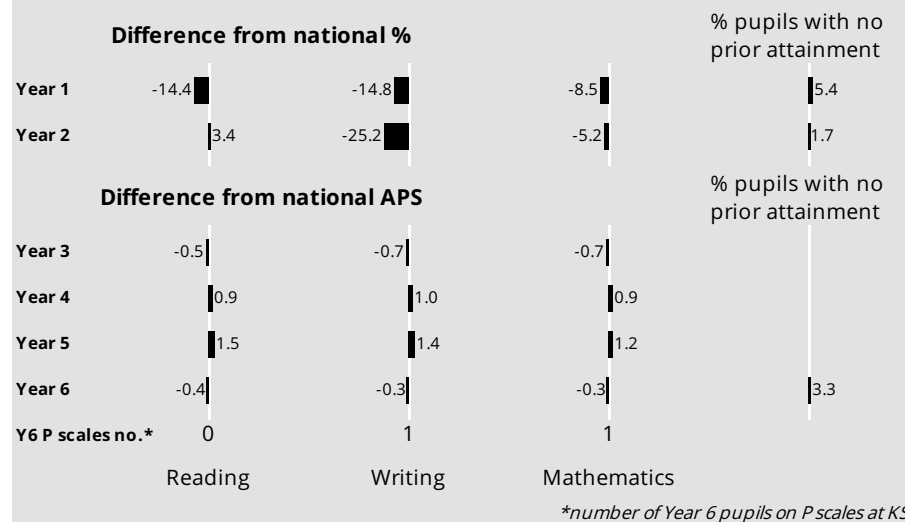 Difference from national %
% pupils with no
prior attainment
Year 1 -14.4 -14.8 -8.5 5.4
Year 2 3.4 -25.2 -5.2 1.7
Difference from national APS
% pupils with no
prior attainment
Year 3 -0.5 -0.7 -0.7
Year 4 0.9 1.0 0.9
Year 5 1.5 1.4 1.2
Year 6 -0.4 -0.3 -0.3 3.3
Y6 P scales no.* 0 1 1
Reading Writing Mathematics
*number of Year 6 pupils on P scales at KS